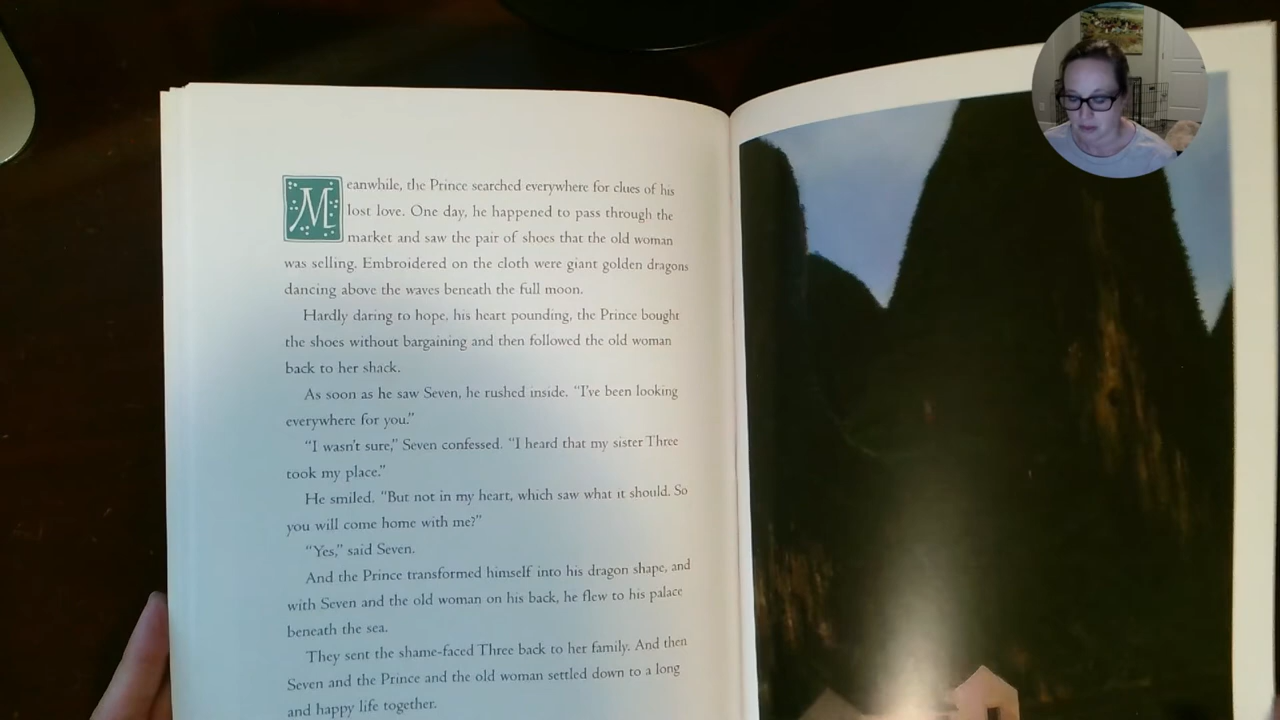 Meanwhile, the Prince searched everywhere for clues of his
lost love. One day, he happened to pass through the
market and saw the pair of shoes that the old woman
was selling. Embroidered on the cloth were giant golden dragons
dancing above the waves beneath the full moon.
Hardly daring to hope, his heart pounding, the Prince bought
the shoes without bargaining and then followed the old woman
back to her shack.
As soon as he saw Seven, he rushed inside. "I've been looking
everywhere for you."
"I wasn't sure," Seven confessed. "I heard that my sister Three
took my place."
He smiled. "But not in my heart, which saw what it should. So
you will come home with me?"
"Yes," said Seven.
And the Prince transformed himself into his dragon shape, and
with Seven and the old woman on his back, he flew to his palace
beneath the sea.
They sent the shame-faced Three back to her family. And then
Seven and the Prince and the old woman settled down to a long
and happy life together.